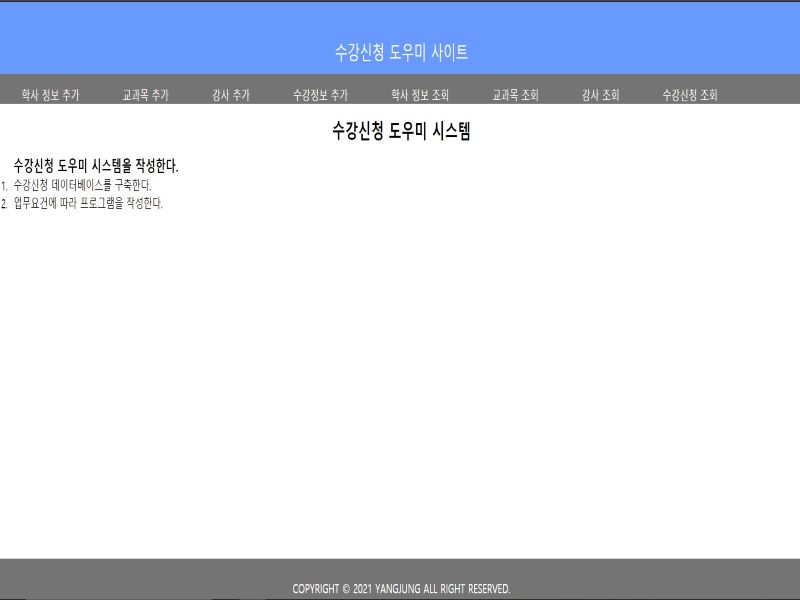 수강신청 도우미 사이트
학사 정보 추가 교과목 추가 강사 추가 수강정보 추가 학사 정보 조회 교과목 조회 강사 조회 수강신청 조회
수강신청 도우미 시스템
수강신청 도우미 시스템을 작성한다.
1. 수강신청 데이터베이스를 구축한다.
2. 업무요건에 따라 프로그램을 작성한다.
COPYRIGHT © 2021 YANGJUNG ALL RIGHT RESERVED.